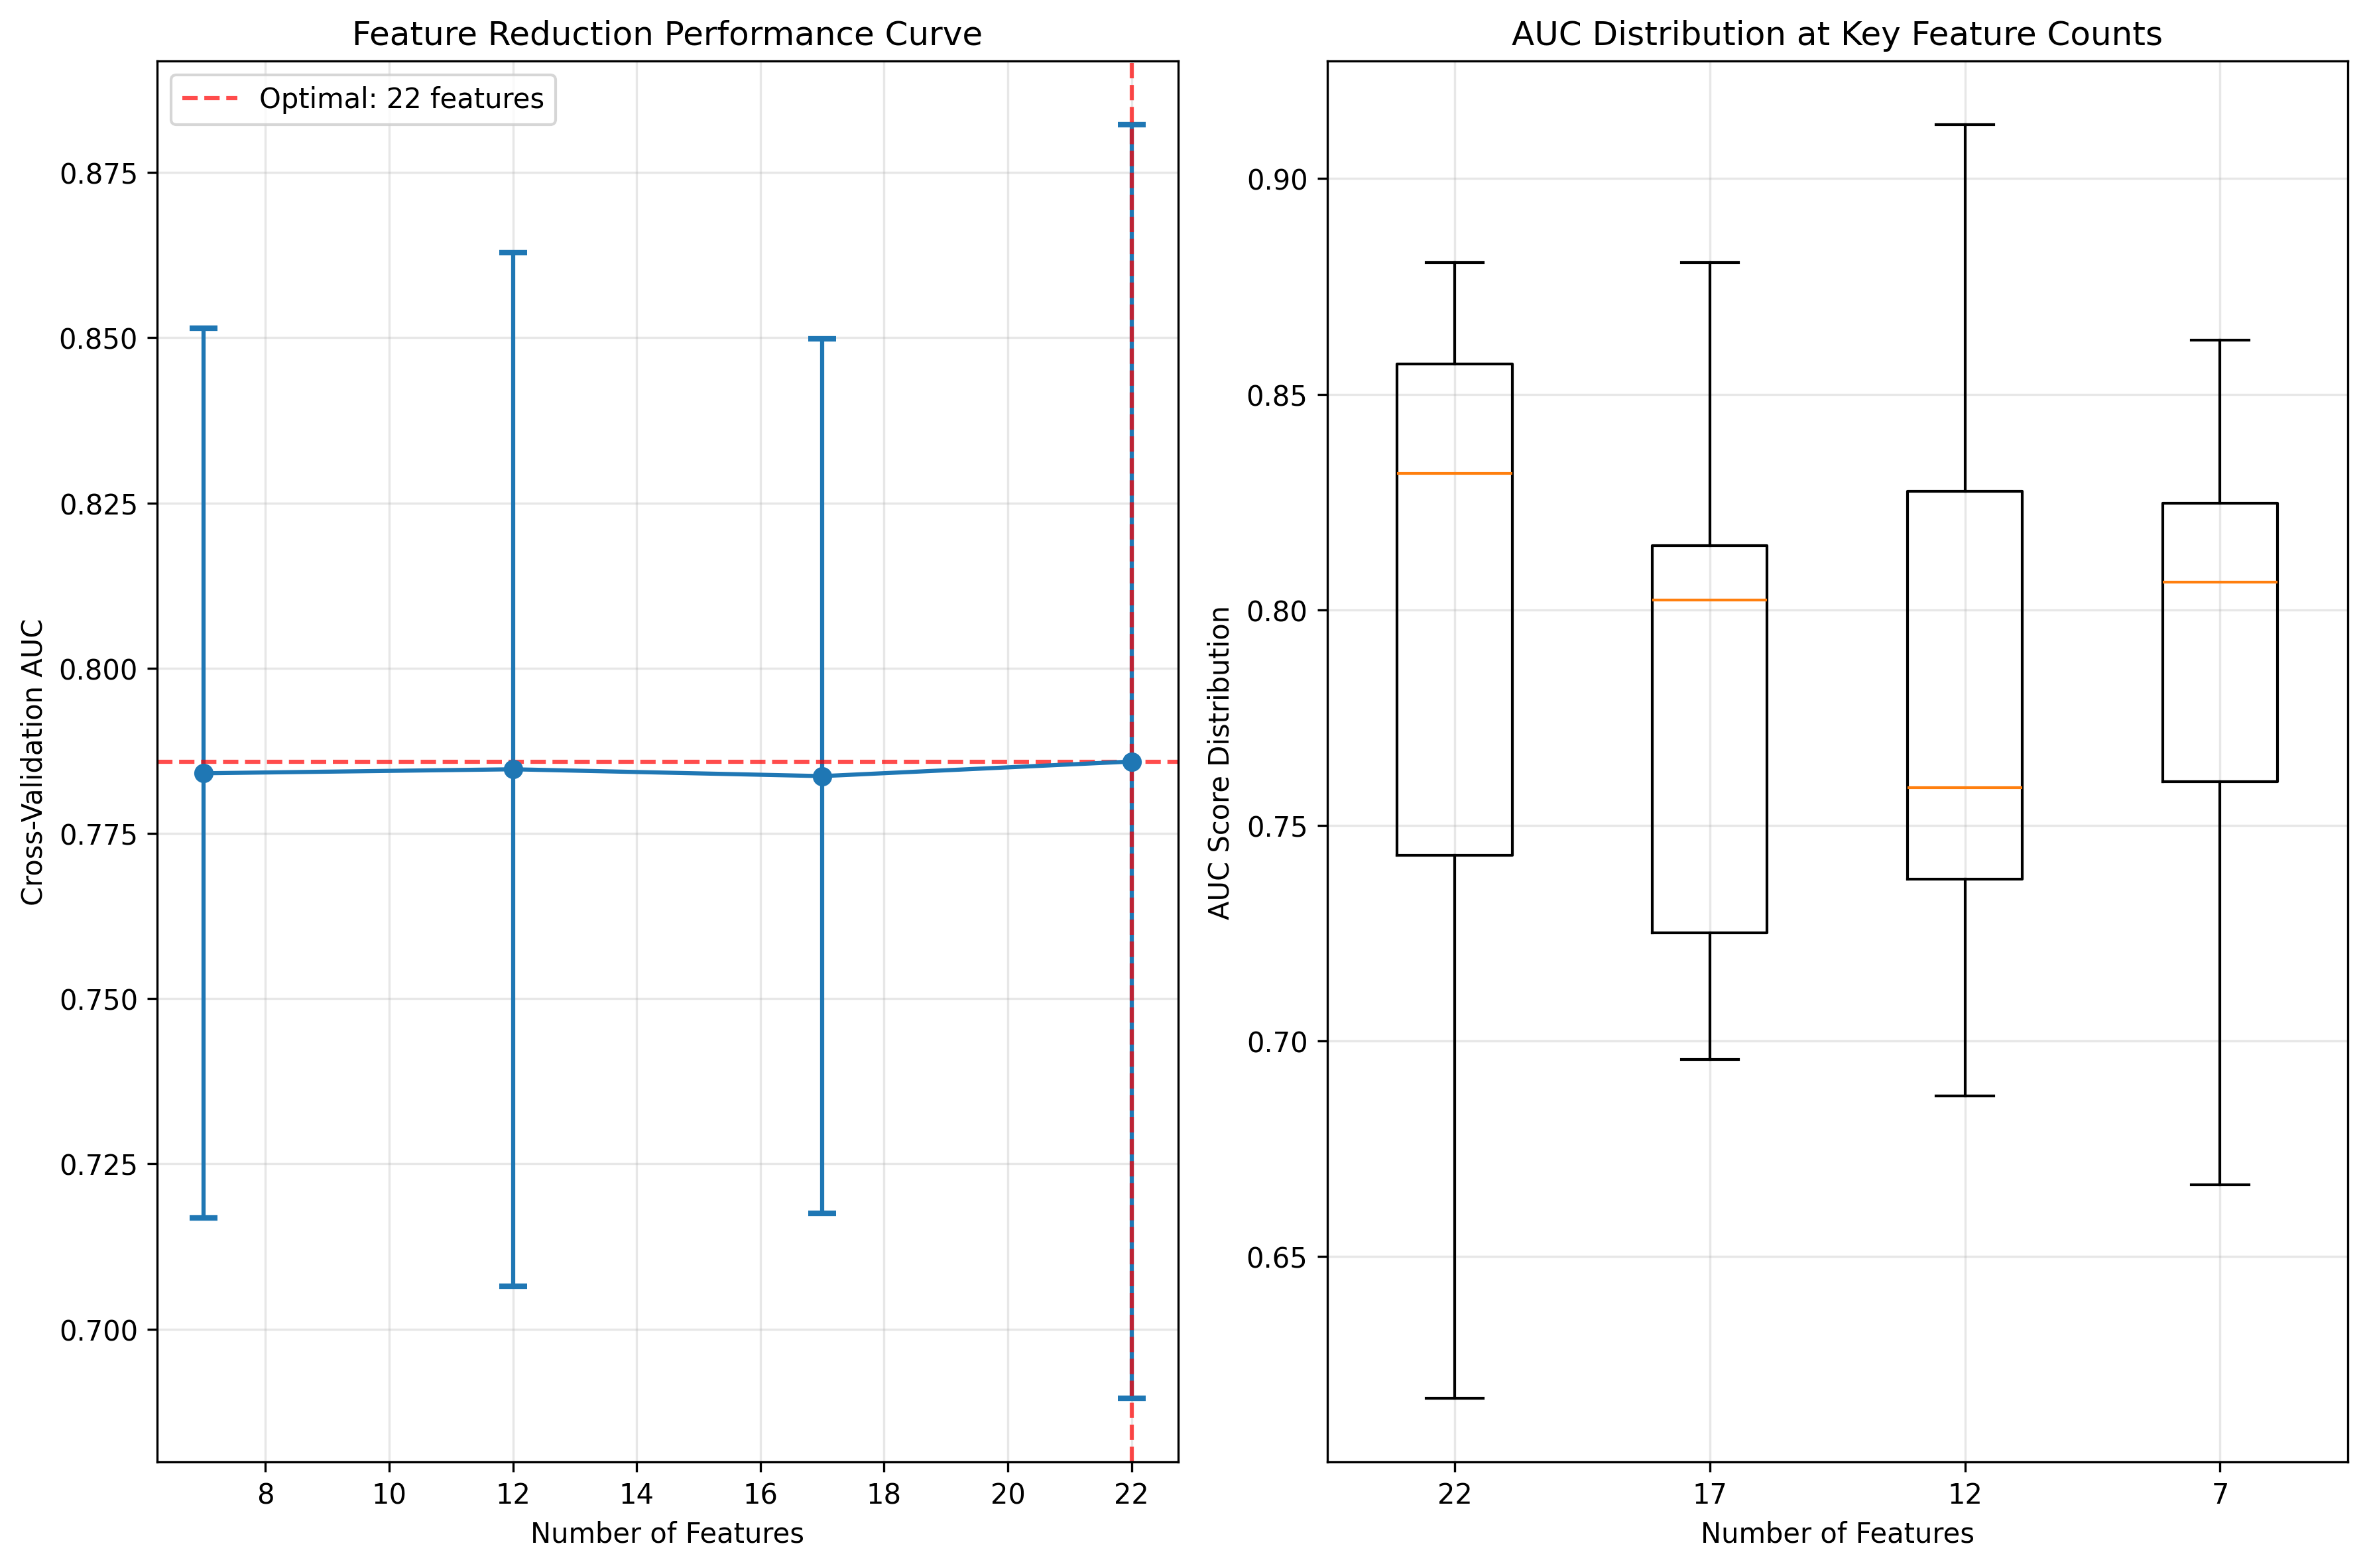 Feature Reduction Performance Curve
Optimal: 22 features
Cross-Validation AUC
0.875
0.850
0.825
0.800
0.775
0.750
0.725
0.700
8 10 12 14 16 18 20 22
Number of Features
AUC Distribution at Key Feature Counts
AUC Score Distribution
0.90
0.85
0.80
0.75
0.70
0.65
22 17 12 7
Number of Features